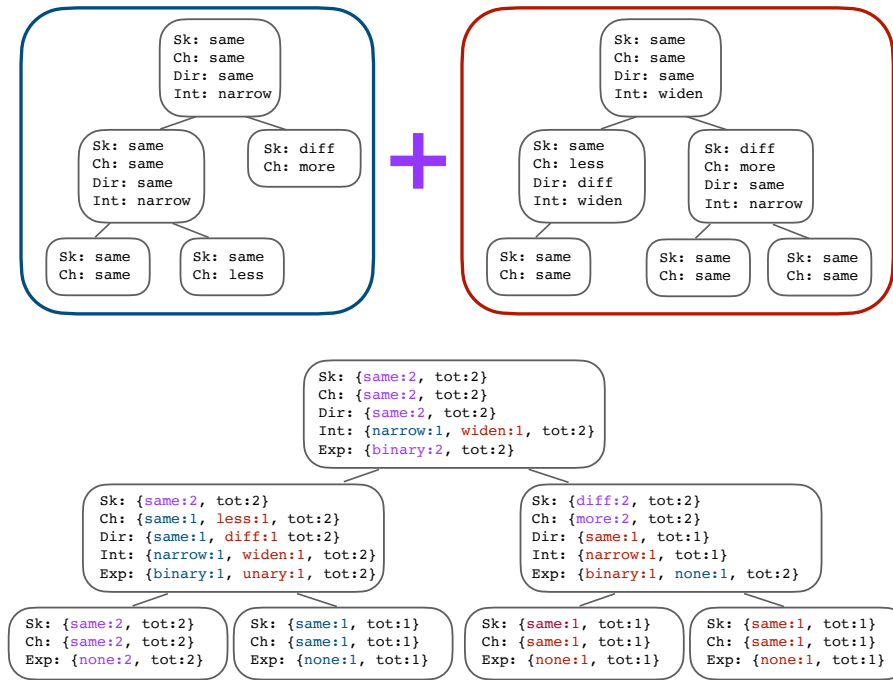 Sk: same
Ch: same
Dir: same
Int: narrow
Sk: same
Ch: same
Dir: same
Int: narrow
Sk: diff
Ch: more
Sk: same
Ch: same
Sk: same
Ch: less
Sk: same
Ch: same
Dir: same
Int: widen
Sk: same
Ch: less
Dir: diff
Int: widen
Sk: diff
Ch: more
Dir: same
Int: narrow
Sk: same
Ch: same
Sk: same
Ch: same
Sk: same
Ch: same
Sk: {same:2, tot:2}
Ch: {same:2, tot:2}
Dir: {same:2, tot:2}
Int: {narrow:1, widen:1, tot:2}
Exp: {binary:2, tot:2}
Sk: {same:2, tot:2}
Ch: {same:1, less:1, tot:2}
Dir: {same:1, diff:1 tot:2}
Int: {narrow:1, widen:1, tot:2}
Exp: {binary:1, unary:1, tot:2}
Sk: {diff:2, tot:2}
Ch: {more:2, tot:2}
Dir: {same:1, tot:1}
Int: {narrow:1, tot:1}
Exp: {binary:1, none:1, tot:2}
Sk: {same:2, tot:2}
Ch: {same:2, tot:2}
Exp: {none:2, tot:2}
Sk: {same:1, tot:1}
Ch: {same:1, tot:1}
Exp: {none:1, tot:1}
Sk: {same:1, tot:1}
Ch: {same:1, tot:1}
Exp: {none:1, tot:1}
Sk: {same:1, tot:1}
Ch: {same:1, tot:1}
Exp: {none:1, tot:1}